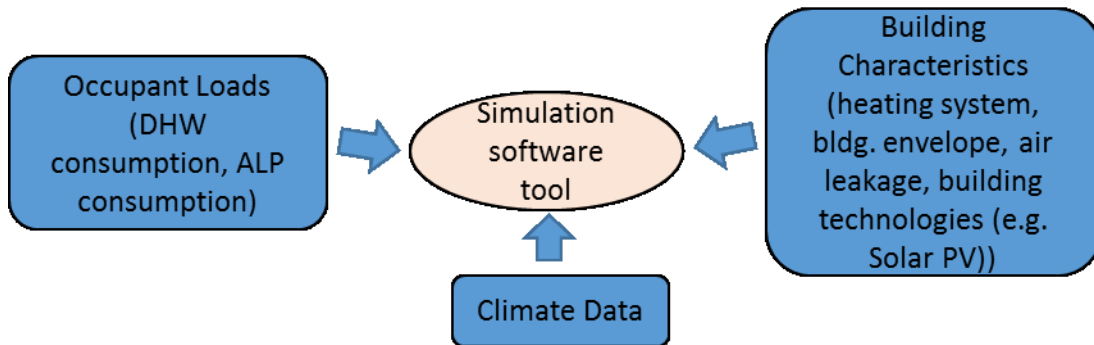 Occupant Loads
(DHW
consumption, ALP
consumption)
Simulation
software
tool
Building
Characteristics
(heating system,
bldg. envelope, air
leakage, building
technologies (e.g.
Solar PV))
Climate Data